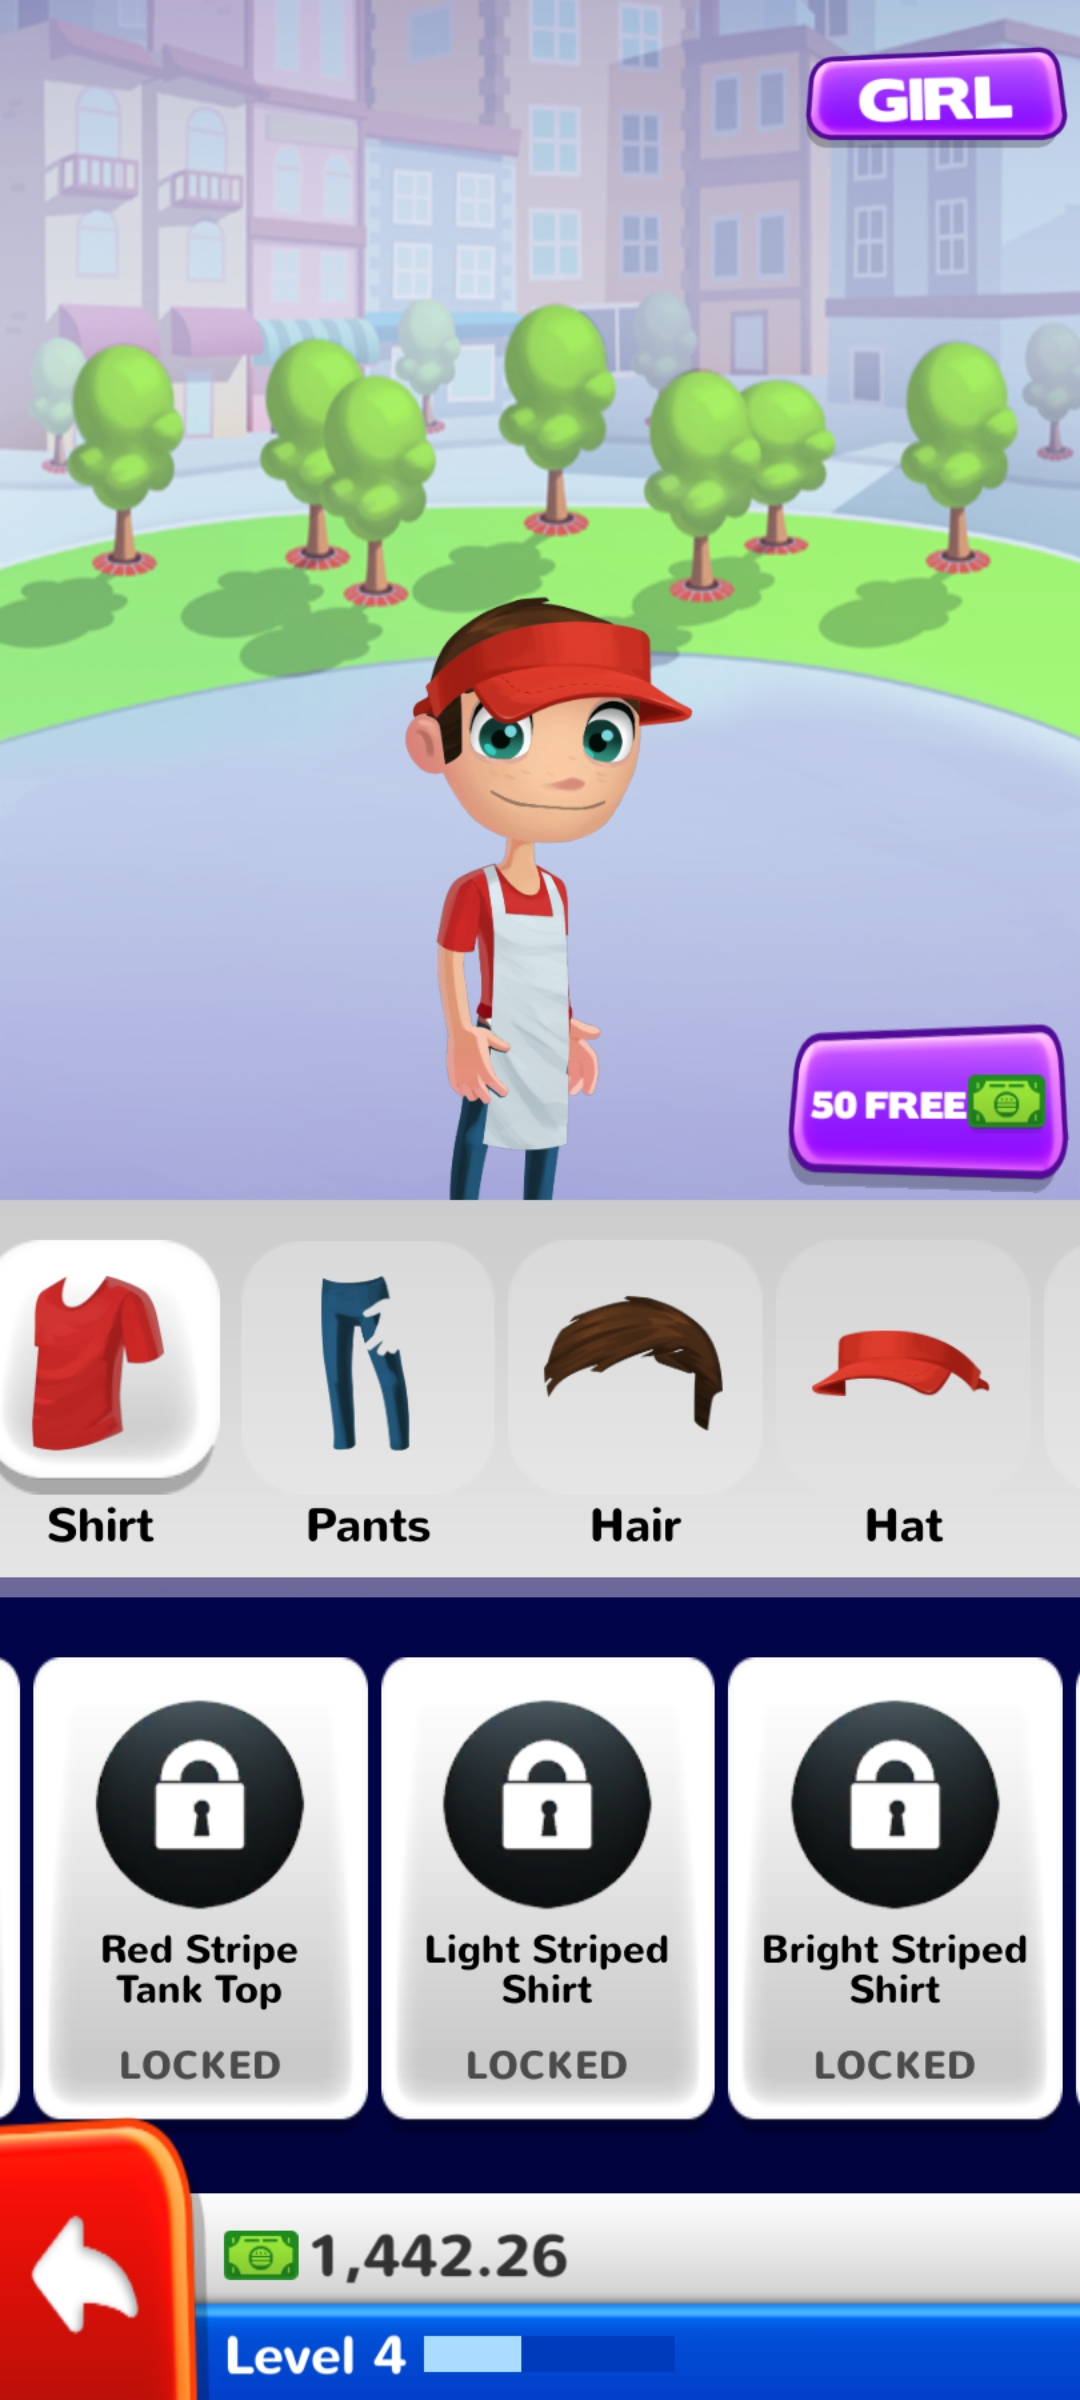 GIRL
50 FREE
Shirt
Pants
Hair
Hat
Red Stripe
Tank Top
LOCKED
Light Striped
Shirt
LOCKED
Bright Striped
Shirt
LOCKED
1,442.26
Level 4